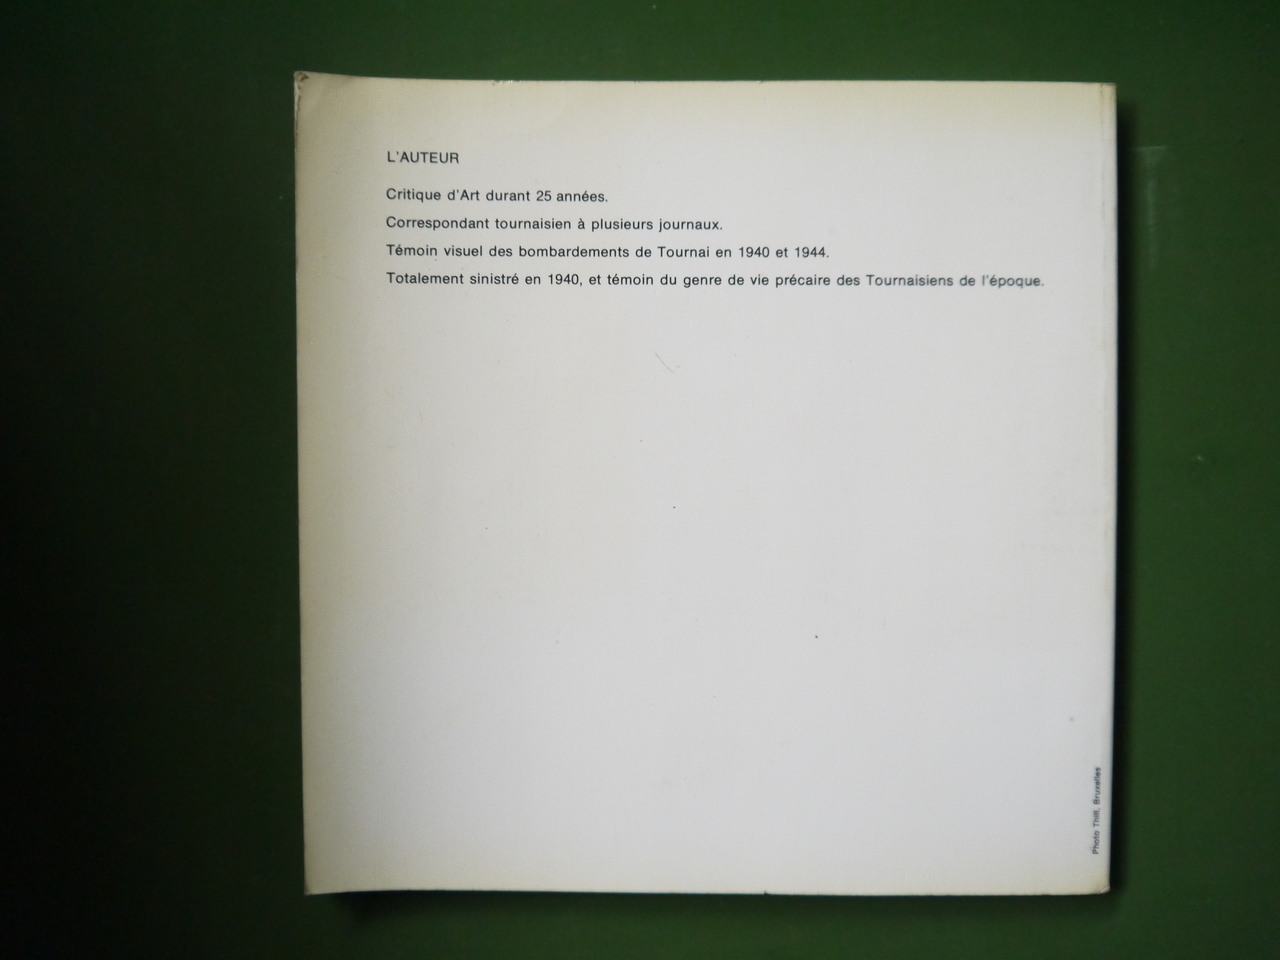 L'AUTEUR
Critique d'Art durant 25 années.
Correspondant tournaisien à plusieurs journaux.
Témoin visuel des bombardements de Tournai en 1940 et 1944.
Totalement sinistré en 1940, et témoin du genre de vie précaire des Tournaisiens de l'époque.
Photo Thill, Bruxelles